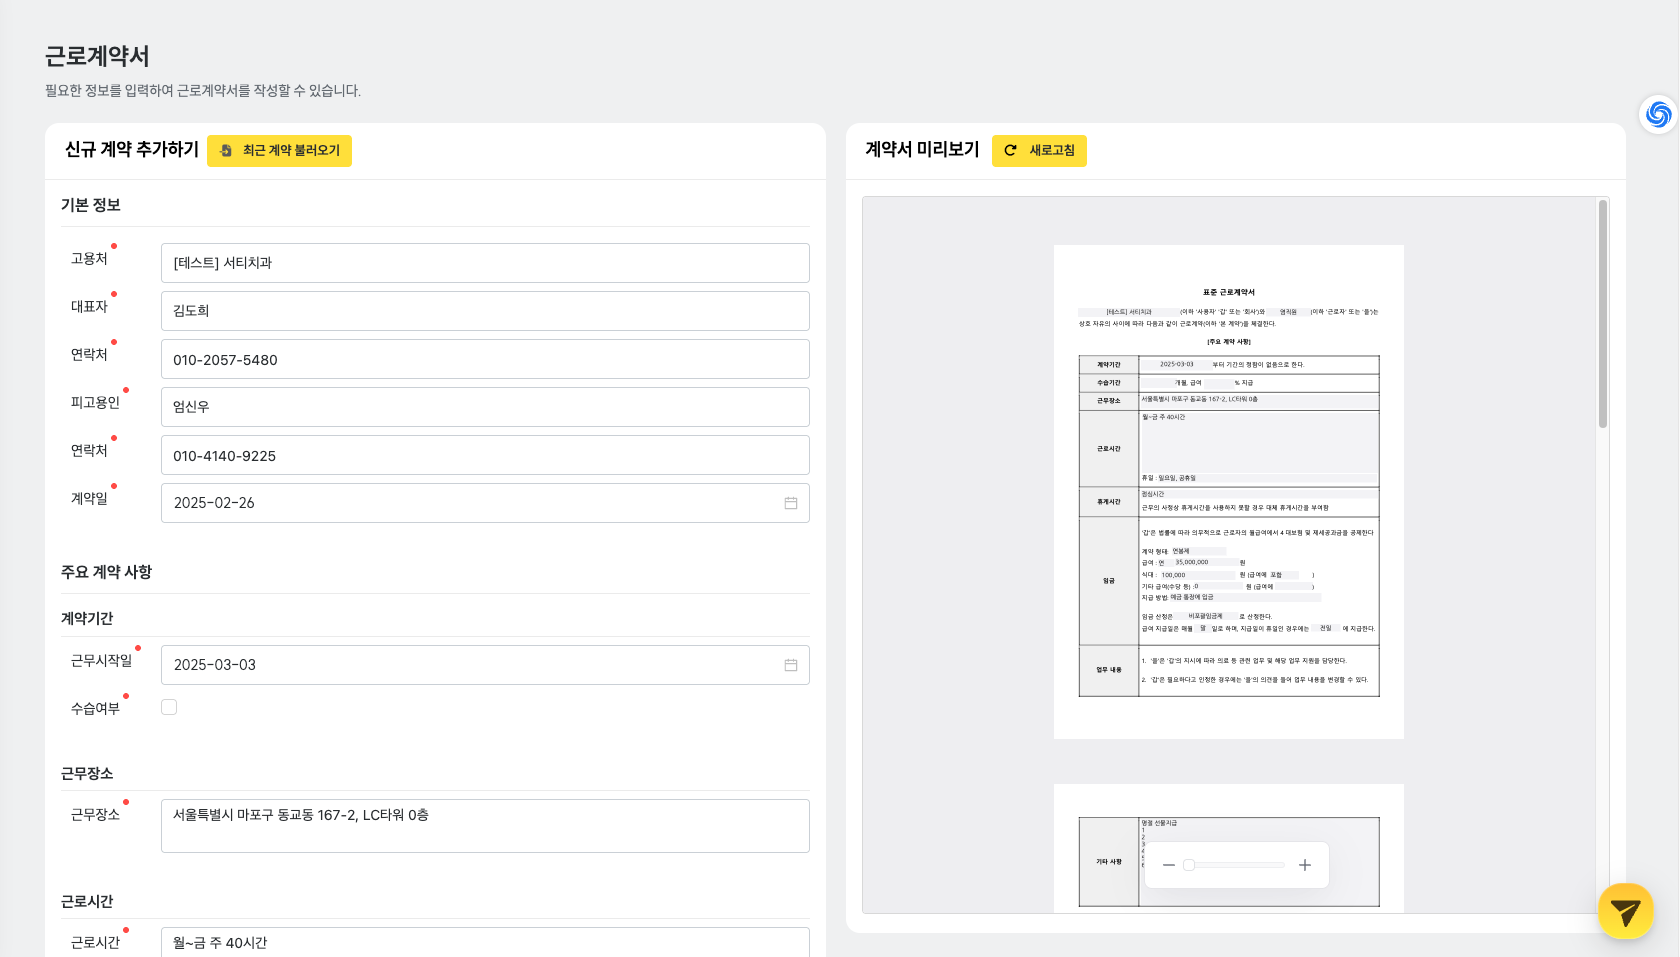 근로계약서
필요한 정보를 입력하여 근로계약서를 작성할 수 있습니다.
신규 계약 추가하기
최근 계약 불러오기
기본 정보
고용처
[테스트] 서티치과
대표자
김도희
연락처
010-2057-5480
피고용인
엄신우
연락처
010-4140-9225
계약일
2025-02-26
주요 계약 사항
계약기간
근무시작일
2025-03-03
수습여부
근무장소
근무장소
서울특별시 마포구 동교동 167-2, LC타워 0층
근로시간
근로시간
월~금 주 40시간
계약서 미리보기
새로고침
표준 근로계약서
[테스트] 서티치과 (이하 '사용자' '갑' 또는 '회사')와 엄직원 (이하 '근로자' 또는 '을')는
상호 자유의 사이에 따라 다음과 같이 근로계약(이하 '본 계약')을 체결한다.
[주요 계약 사항]
계약기간 2025-03-03 부터 기간의 정함이 없음으로 한다.
수습기간 개월, 급여 % 지급
근무장소 서울특별시 마포구 동교동 167-2, LC타워 0층
근로시간
월~금 주 40시간
휴일 : 일요일, 공휴일
휴게시간
점심시간
근무의 사정상 휴게시간을 사용하지 못할 경우 대체 휴게시간을 부여함
임금
'갑'은 법률에 따라 의무적으로 근로자의 월급여에서 4 대보험 및 제세공과금을 공제한다
계약 형태: 연봉제
급여 : 연 35,000,000 원
식대 : 100,000 원 (급여에 포함 )
기타 급여(수당 등) :0 원 (급여에 )
지급 방법: 예금 통장에 입금
임금 산정은 비포괄임금제 로 산정한다.
급여 지급일은 매월 말 일로 하며, 지급일이 휴일인 경우에는 전일 에 지급한다.
업무 내용
1. '을'은 '갑'의 지시에 따라 의료 등 관련 업무 및 해당 업무 지원을 담당한다.
2. '갑'은 필요하다고 인정한 경우에는 '을'의 의견을 들어 업무 내용을 변경할 수 있다.
기타 사항
명절 선물지급
1
2
3